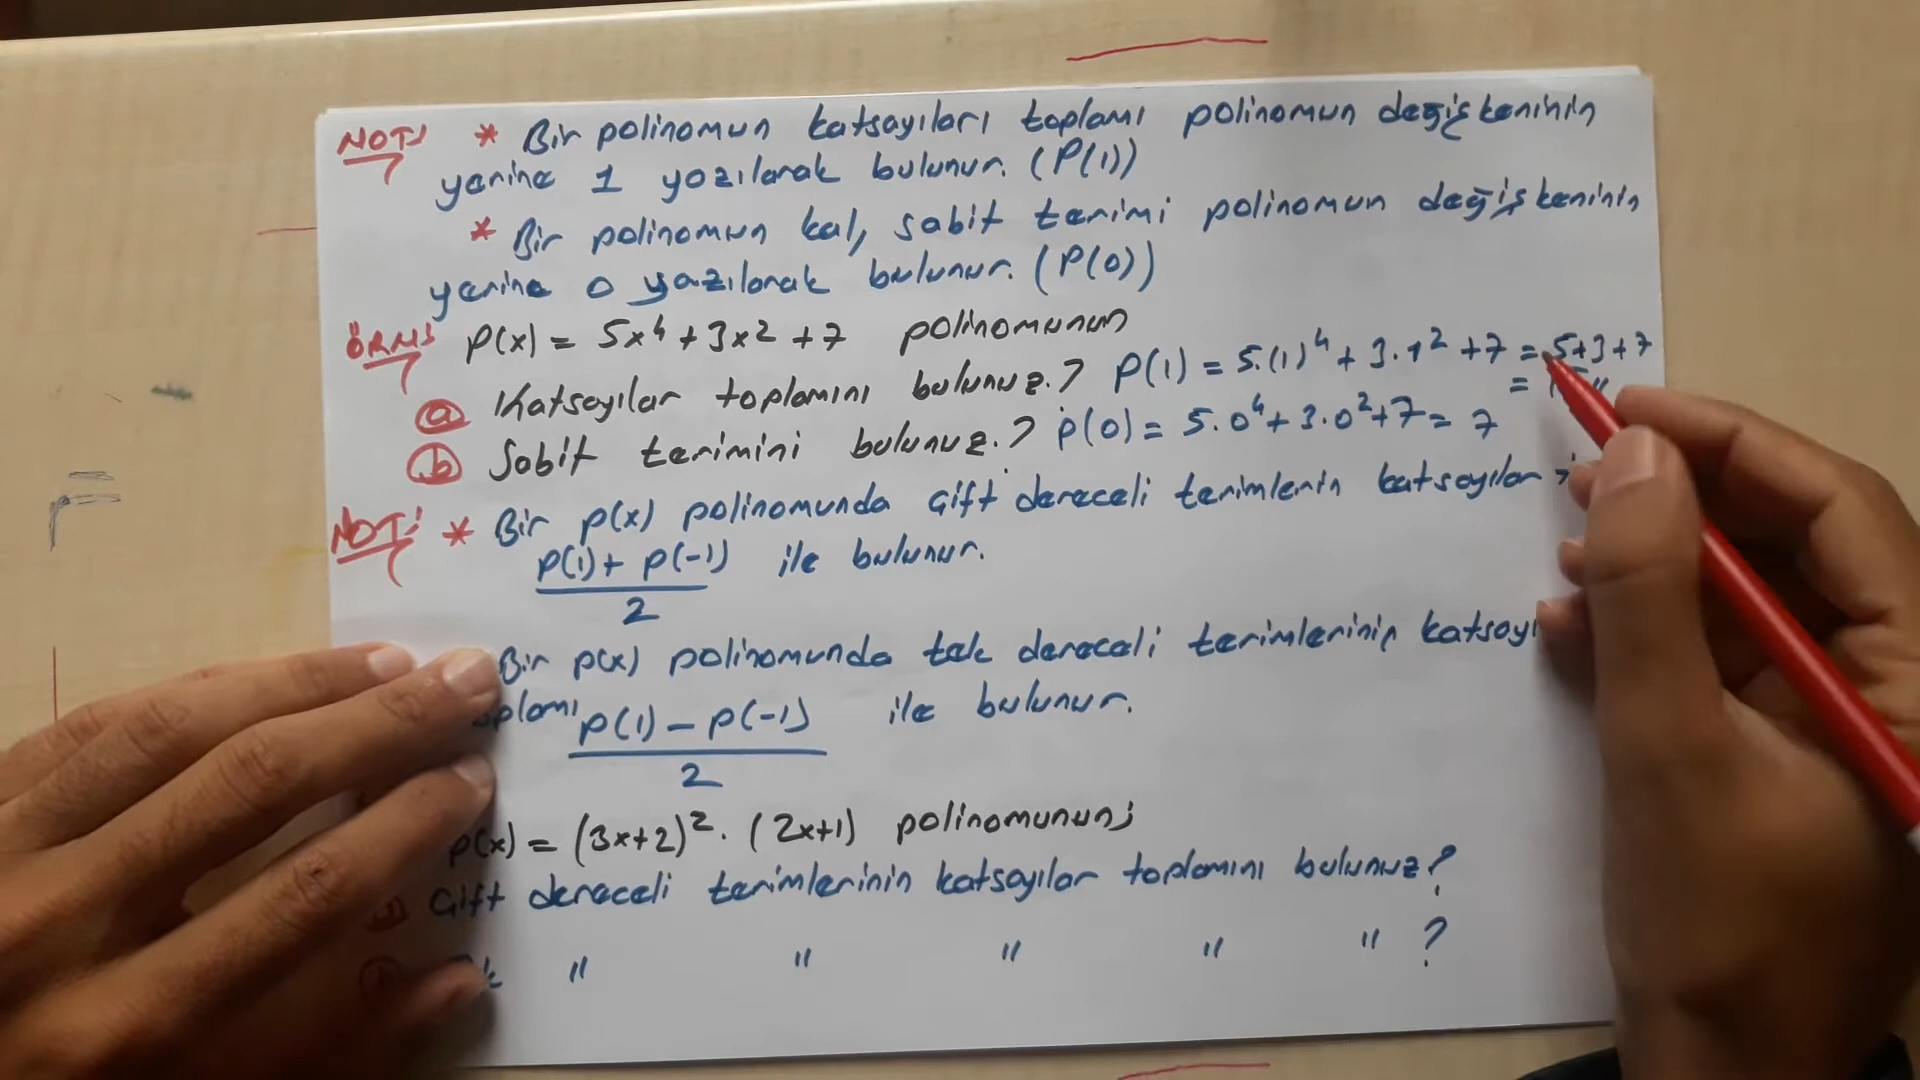 NOT! * Bir polinomun katsayıları toplamı polinomun değişkeninin
yerine 1 yazılarak bulunur. (P(1))
* Bir polinomun kal, sabit terimi polinomun değişkeninin
yerine 0 yazılarak bulunur. (P(0))
ÖRN! P(x) = 5x⁴ + 3x² + 7 polinomunun
a Katsayılar toplamını bulunuz.? P(1) = 5.(1)⁴ + 3.1² + 7 = 5+3+7
=
b Sabit terimini bulunuz.? P(0) = 5.0⁴ + 3.0² + 7 = 7
NOT! * Bir P(x) polinomunda Çift dereceli terimlerin katsayılar
P(1) + P(-1) / 2 ile bulunur.
Bir P(x) polinomunda tek dereceli terimlerinin katsayı
P(1) - P(-1) / 2 ile bulunur.
P(x) = (3x+2)² . (2x+1) polinomunun;
Çift dereceli terimlerinin katsayılar toplamını bulunuz?
" " " " " ?